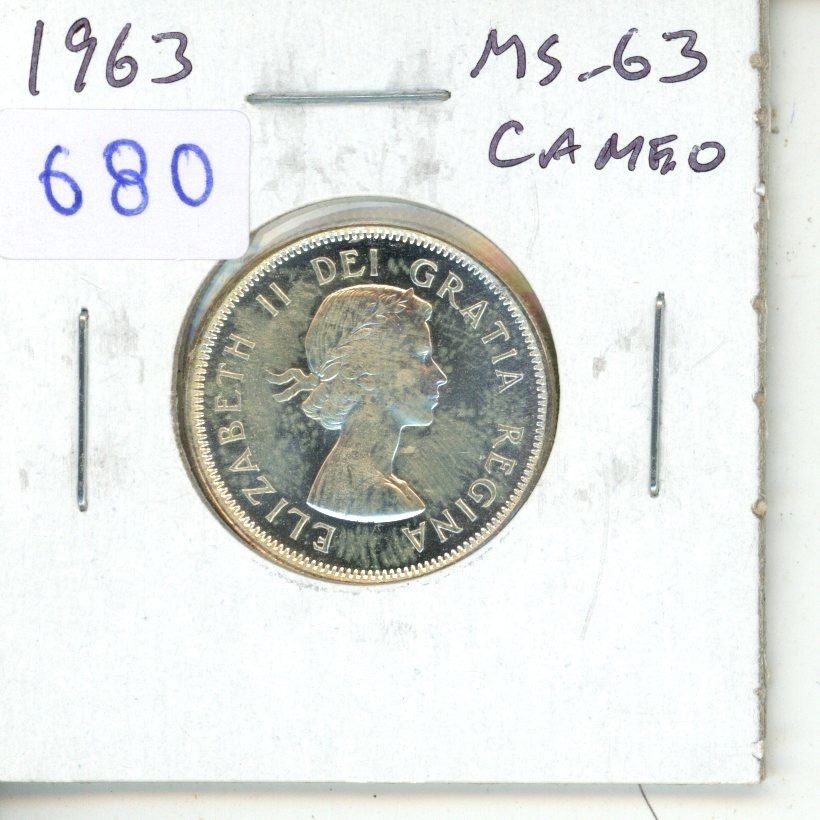 1963
MS-63
CAMEO
680
ELIZABETH II DEI GRATIA REGINA